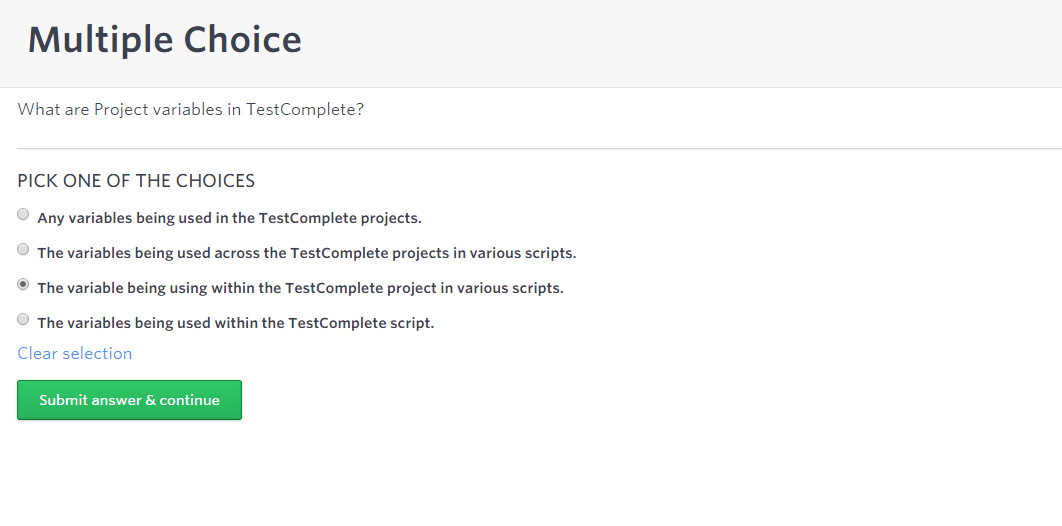 Multiple Choice
What are Project variables in TestComplete?
PICK ONE OF THE CHOICES
Any variables being used in the TestComplete projects.
The variables being used across the TestComplete projects in various scripts.
The variable being using within the TestComplete project in various scripts.
The variables being used within the TestComplete script.
Clear selection
Submit answer & continue